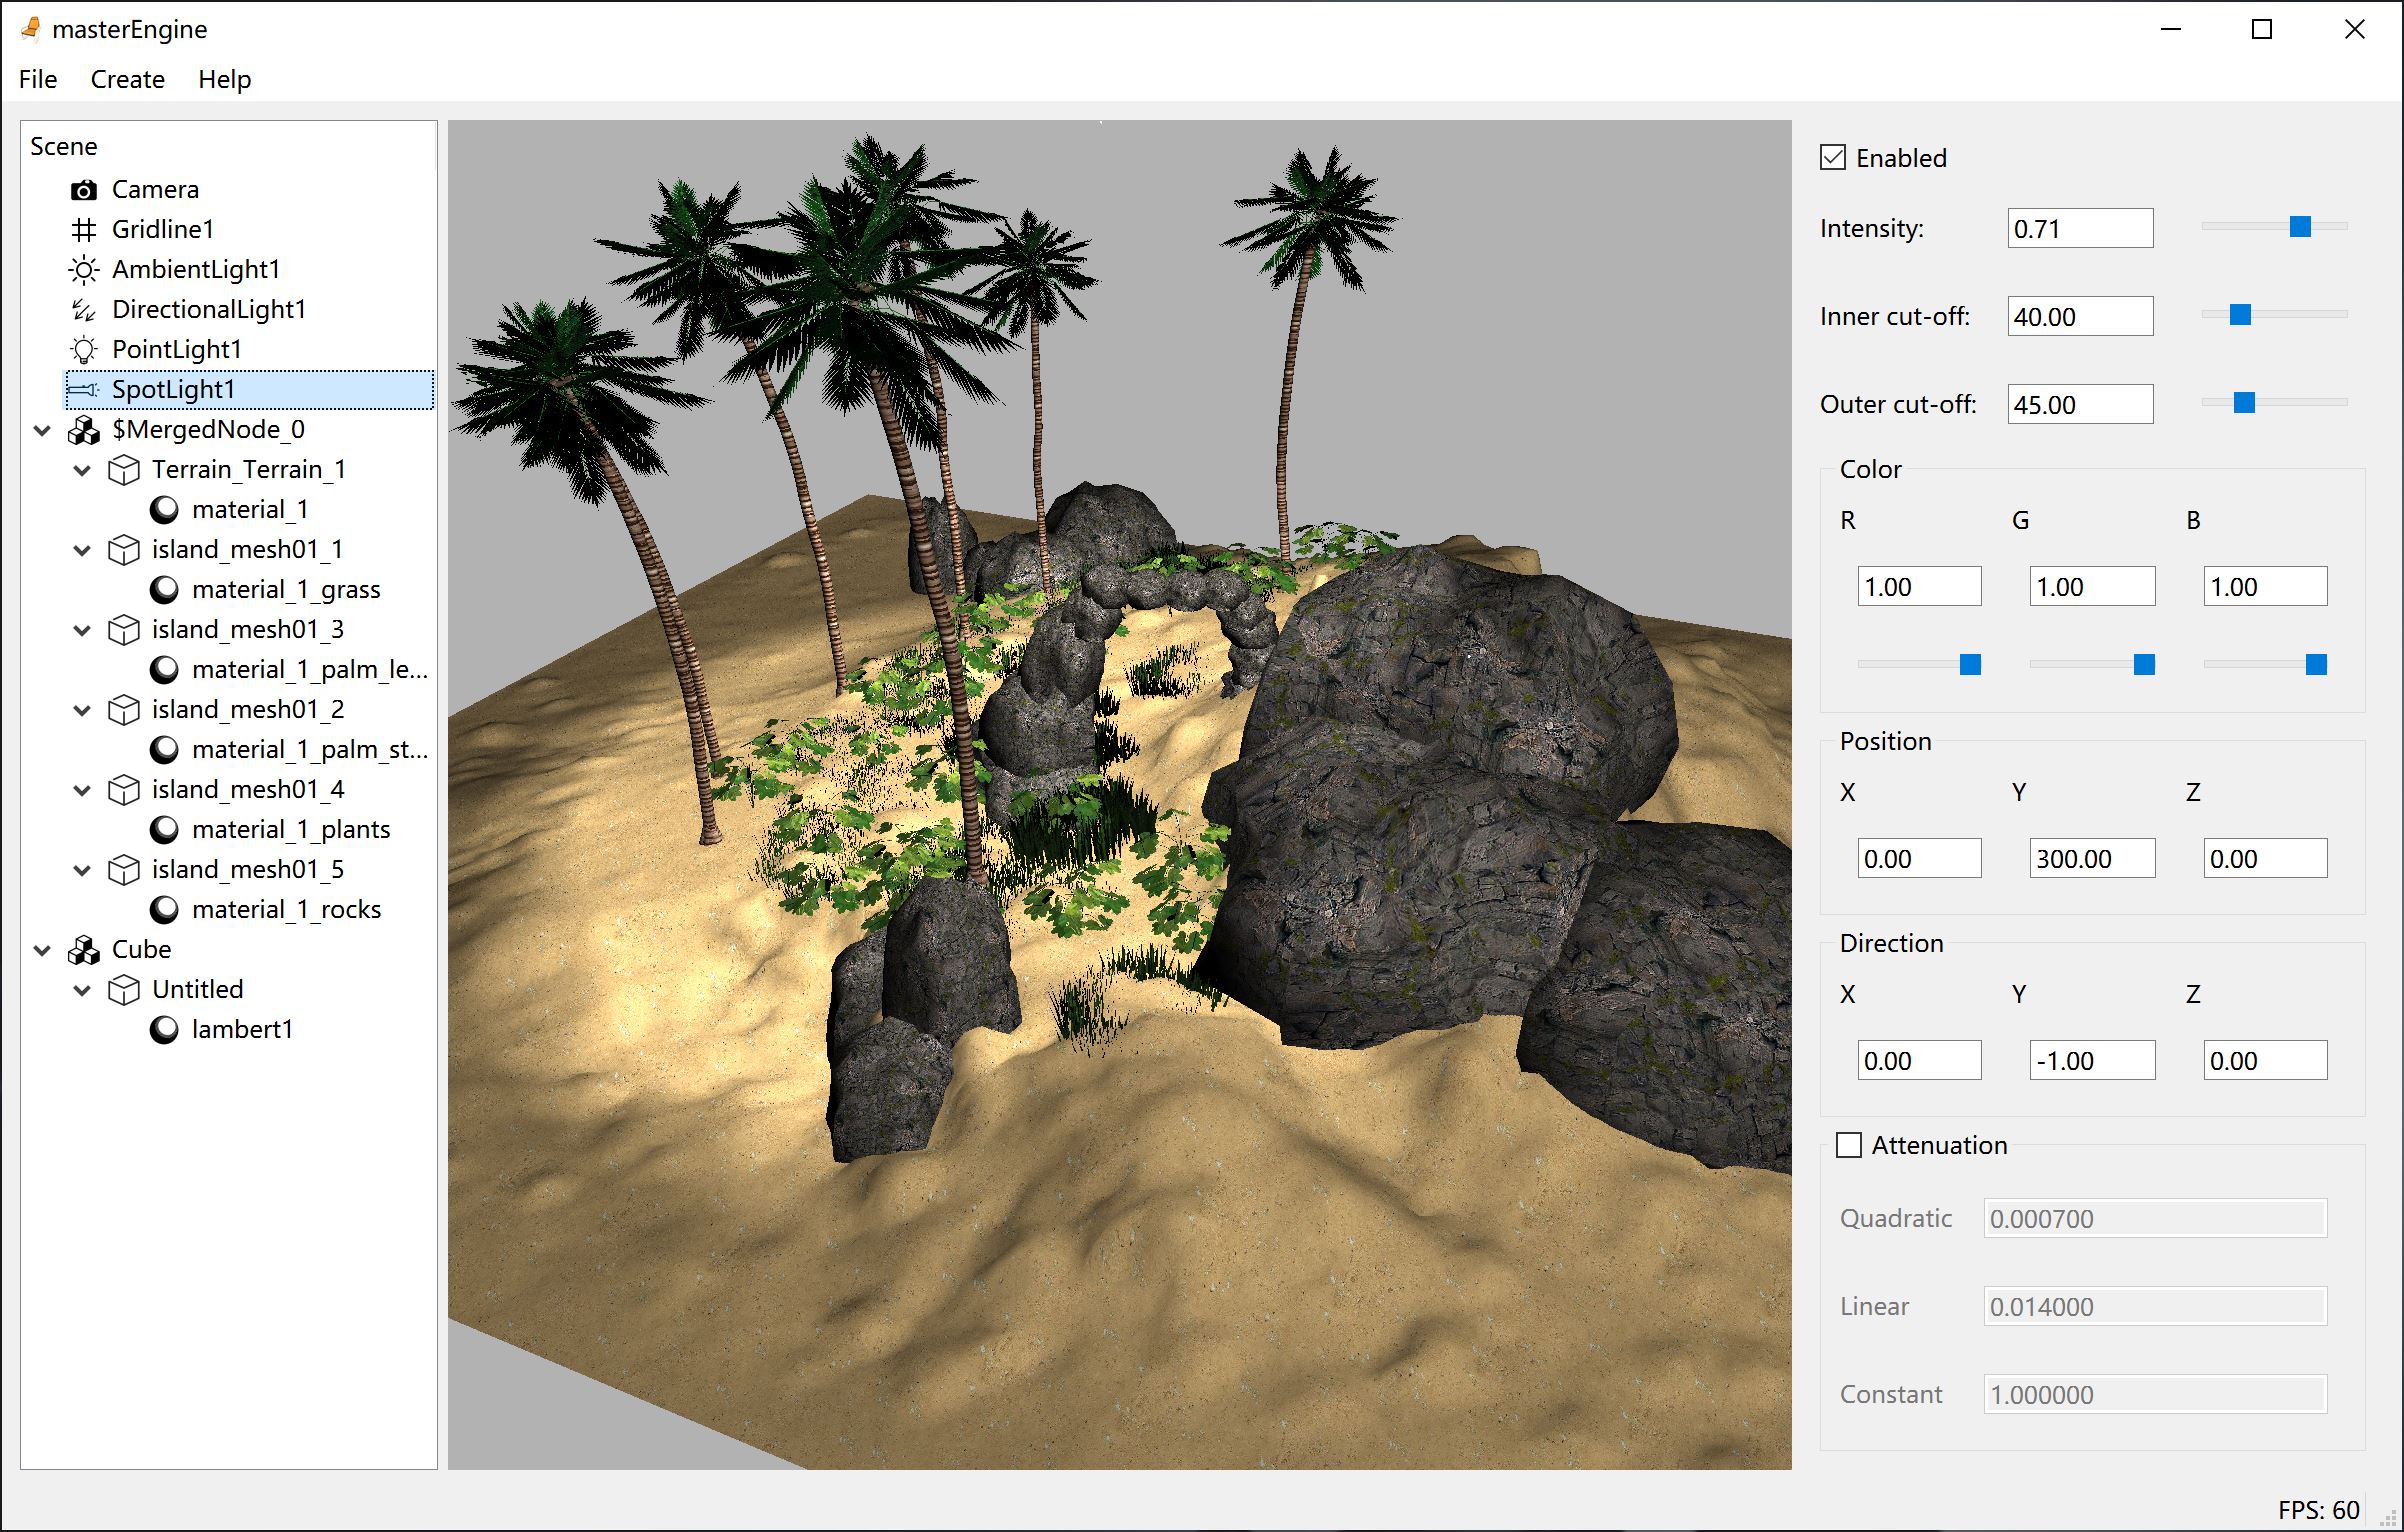 masterEngine
File Create Help
Scene
Camera
Gridline1
AmbientLight1
DirectionalLight1
PointLight1
SpotLight1
$MergedNode_0
Terrain_Terrain_1
material_1
island_mesh01_1
material_1_grass
island_mesh01_3
material_1_palm_le...
island_mesh01_2
material_1_palm_st...
island_mesh01_4
material_1_plants
island_mesh01_5
material_1_rocks
Cube
Untitled
lambert1
Enabled
Intensity: 0.71
Inner cut-off: 40.00
Outer cut-off: 45.00
Color
R G B
1.00 1.00 1.00
Position
X Y Z
0.00 300.00 0.00
Direction
X Y Z
0.00 -1.00 0.00
Attenuation
Quadratic 0.000700
Linear 0.014000
Constant 1.000000
FPS: 60